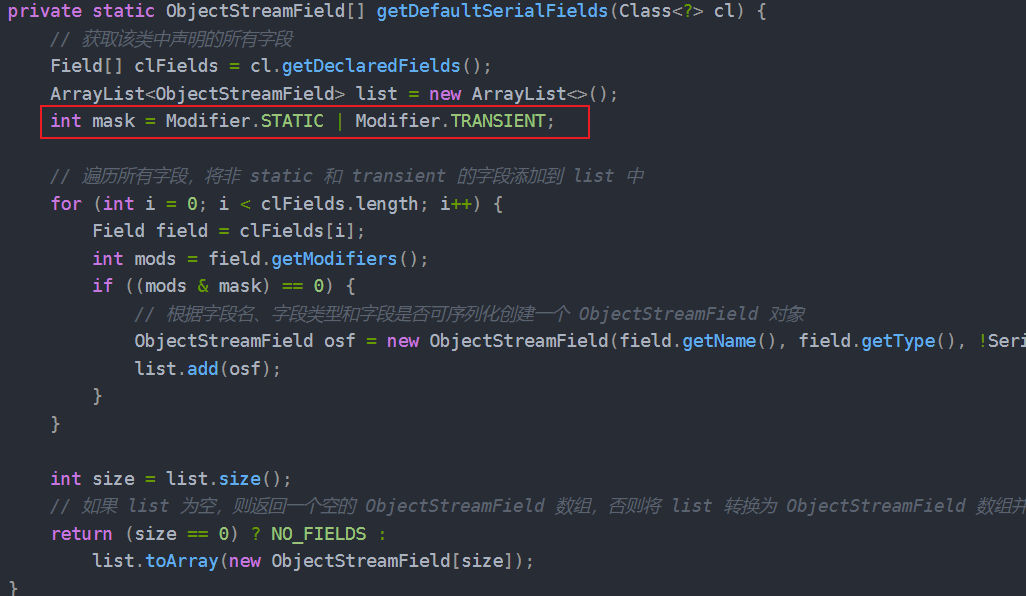 private static ObjectStreamField[] getDefaultSerialFields(Class<?> cl) {
// 获取该类中声明的所有字段
Field[] clFields = cl.getDeclaredFields();
ArrayList<ObjectStreamField> list = new ArrayList<>();
int mask = Modifier.STATIC | Modifier.TRANSIENT;
// 遍历所有字段，将非 static 和 transient 的字段添加到 list 中
for (int i = 0; i < clFields.length; i++) {
Field field = clFields[i];
int mods = field.getModifiers();
if ((mods & mask) == 0) {
// 根据字段名、字段类型和字段是否可序列化创建一个 ObjectStreamField 对象
ObjectStreamField osf = new ObjectStreamField(field.getName(), field.getType(), !Seri
list.add(osf);
}
}
int size = list.size();
// 如果 list 为空，则返回一个空的 ObjectStreamField 数组，否则将 list 转换为 ObjectStreamField 数组并
return (size == 0) ? NO_FIELDS :
list.toArray(new ObjectStreamField[size]);
}